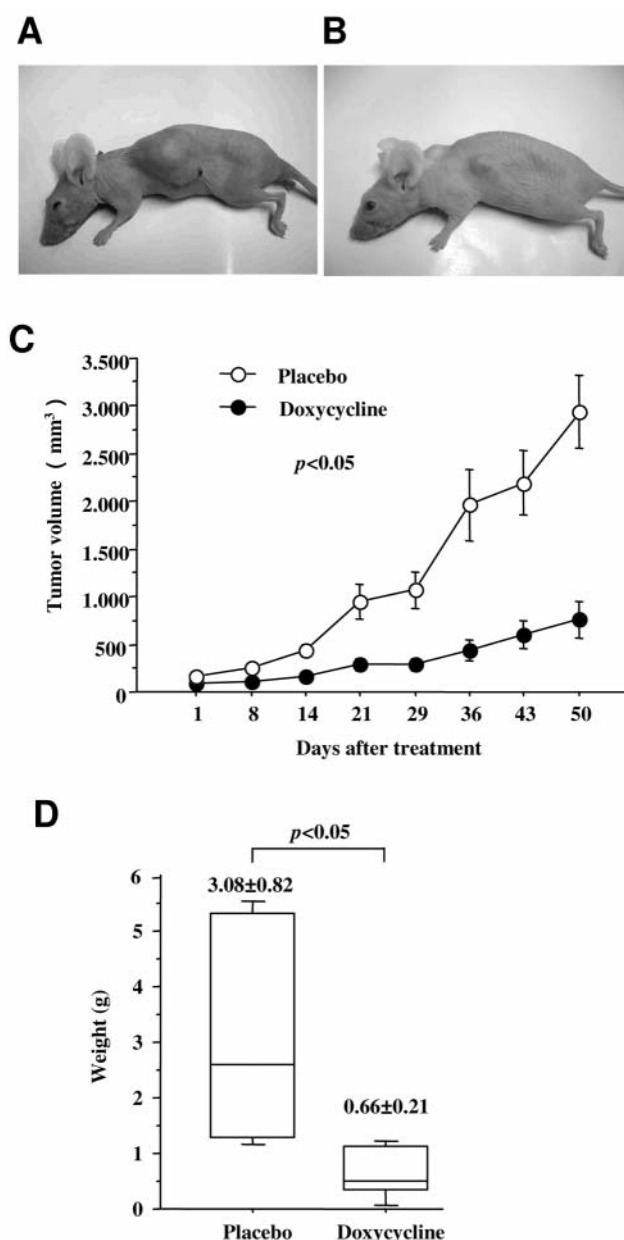 A
B
C
3.500
3.000
2.500
2.000
1.500
1.000
500
0
Tumor volume ( mm³ )
Placebo
Doxycycline
p<0.05
1 8 14 21 29 36 43 50
Days after treatment
D
p<0.05
6
5
4
3
2
1
0
Weight (g)
3.08±0.82
0.66±0.21
Placebo Doxycycline